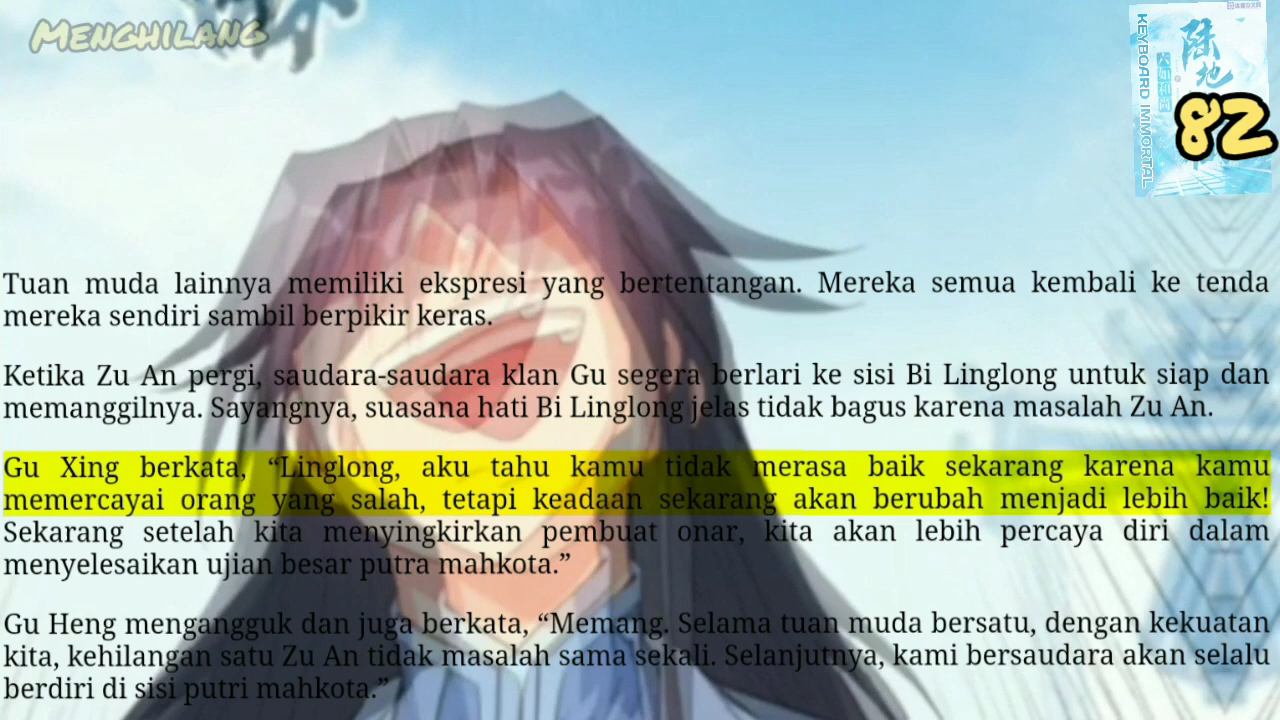 Menghilang
KEYBOARD IMMORTAL
陆地
82
Tuan muda lainnya memiliki ekspresi yang bertentangan. Mereka semua kembali ke tenda
mereka sendiri sambil berpikir keras.
Ketika Zu An pergi, saudara-saudara klan Gu segera berlari ke sisi Bi Linglong untuk siap dan
memanggilnya. Sayangnya, suasana hati Bi Linglong jelas tidak bagus karena masalah Zu An.
Gu Xing berkata, “Linglong, aku tahu kamu tidak merasa baik sekarang karena kamu
memercayai orang yang salah, tetapi keadaan sekarang akan berubah menjadi lebih baik!
Sekarang setelah kita menyingkirkan pembuat onar, kita akan lebih percaya diri dalam
menyelesaikan ujian besar putra mahkota.”
Gu Heng mengangguk dan juga berkata, “Memang. Selama tuan muda bersatu, dengan kekuatan
kita, kehilangan satu Zu An tidak masalah sama sekali. Selanjutnya, kami bersaudara akan selalu
berdiri di sisi putri mahkota.”